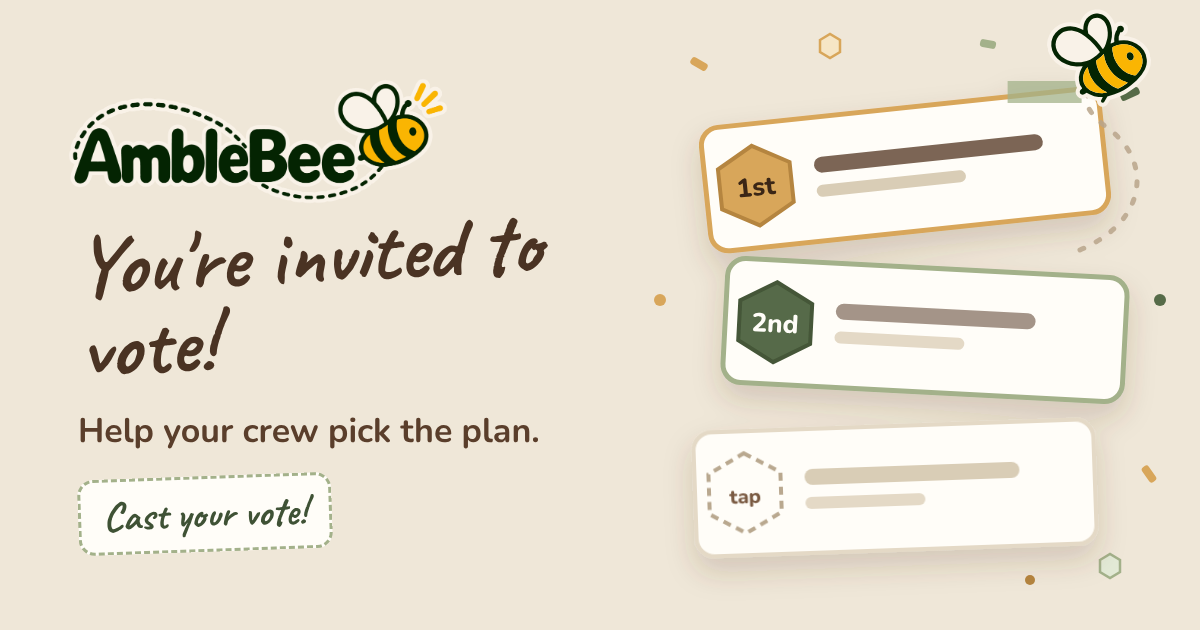 AmbleBee
You're invited to
vote!
Help your crew pick the plan.
Cast your vote!
1st
2nd
tap